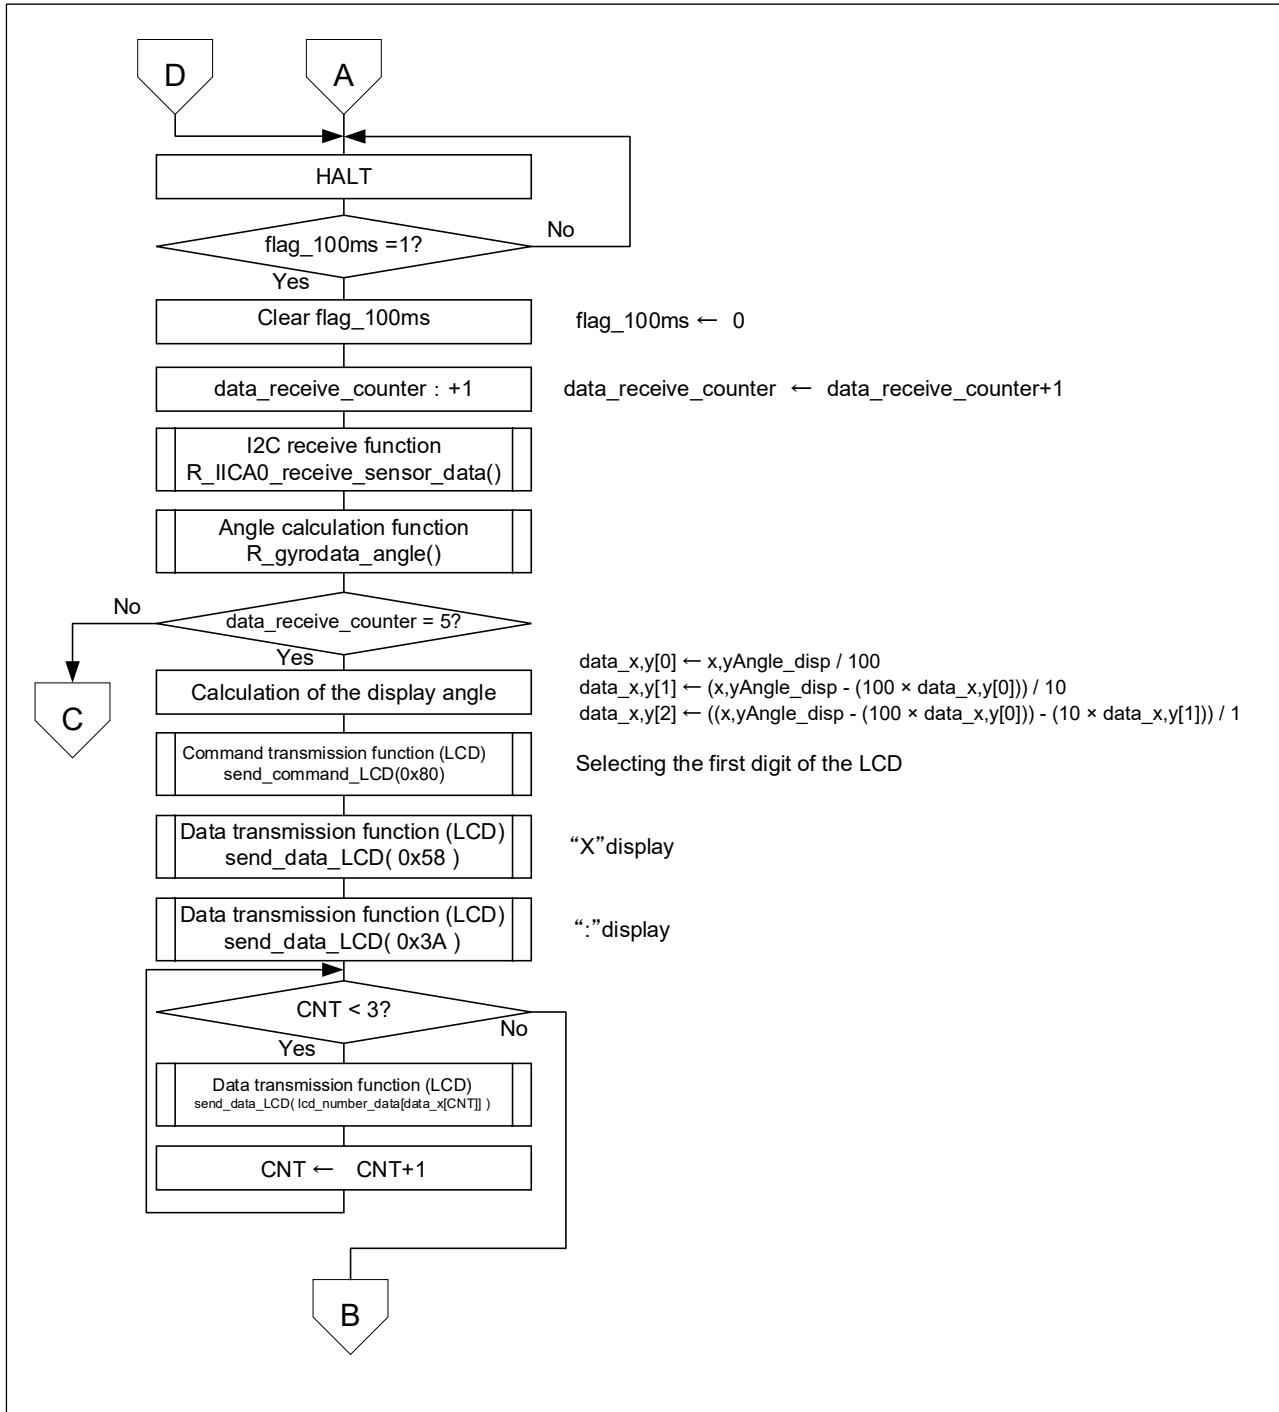 D
A
HALT
flag_100ms =1?
No
Yes
Clear flag_100ms
flag_100ms ← 0
data_receive_counter : +1
data_receive_counter ← data_receive_counter+1
I2C receive function
R_IICA0_receive_sensor_data()
Angle calculation function
R_gyrodata_angle()
No
data_receive_counter = 5?
Yes
C
Calculation of the display angle
data_x,y[0] ← x,yAngle_disp / 100
data_x,y[1] ← (x,yAngle_disp - (100 × data_x,y[0])) / 10
data_x,y[2] ← ((x,yAngle_disp - (100 × data_x,y[0])) - (10 × data_x,y[1])) / 1
Command transmission function (LCD)
send_command_LCD(0x80)
Selecting the first digit of the LCD
Data transmission function (LCD)
send_data_LCD( 0x58 )
“X”display
Data transmission function (LCD)
send_data_LCD( 0x3A )
“:”display
CNT < 3?
No
Yes
Data transmission function (LCD)
send_data_LCD( lcd_number_data[data_x[CNT]] )
CNT ← CNT+1
B